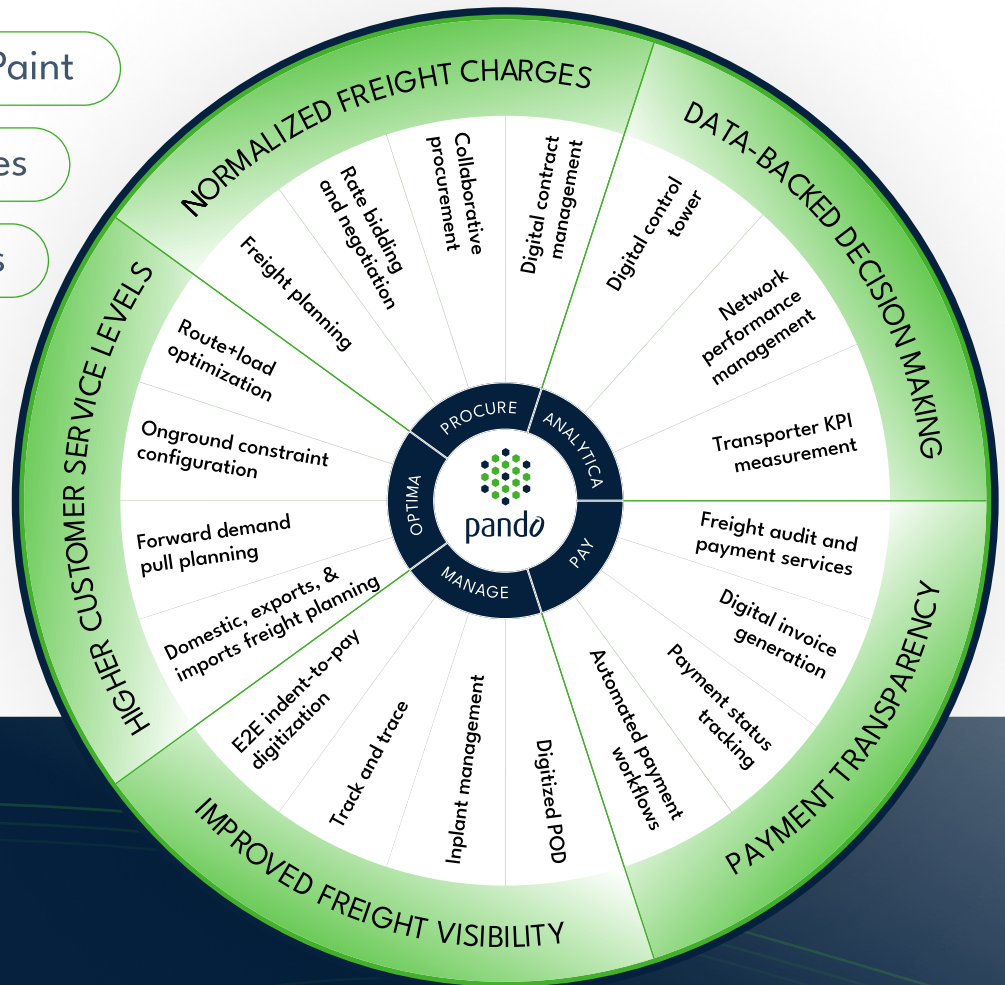 Paint
es
s
NORMALIZED FREIGHT CHARGES
DATA-BACKED DECISION MAKING
PAYMENT TRANSPARENCY
IMPROVED FREIGHT VISIBILITY
HIGHER CUSTOMER SERVICE LEVELS
Freight planning
Rate bidding
and negotiation
Collaborative
procurement
Digital contract
management
Digital control
tower
Network
performance
management
Transporter KPI
measurement
Freight audit and
payment services
Digital invoice
generation
Payment status
tracking
Automated payment
workflows
Digitized POD
Inplant management
Track and trace
E2E indent-to-pay
digitization
Domestic, exports, &
imports freight planning
Forward demand
pull planning
Onground constraint
configuration
Route+load
optimization
PROCURE
ANALYTICA
PAY
MANAGE
OPTIMA
pando